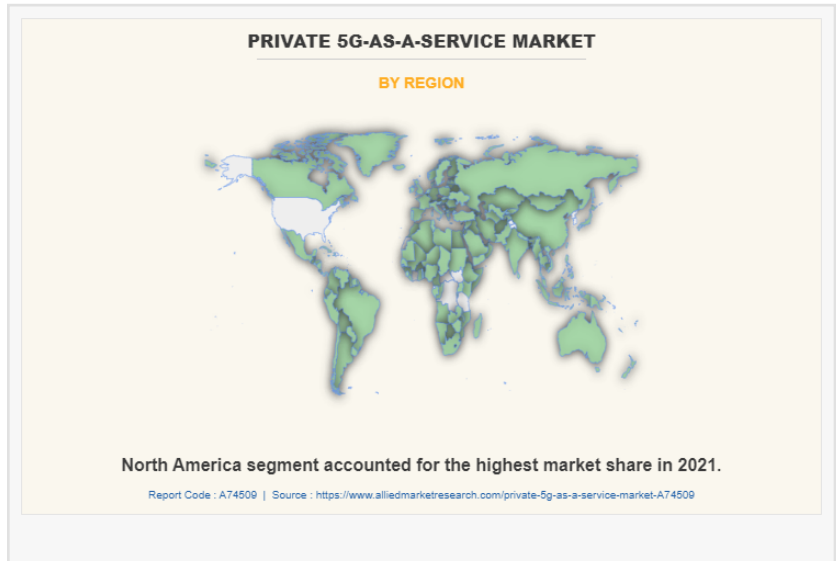 PRIVATE 5G-AS-A-SERVICE MARKET
BY REGION
North America segment accounted for the highest market share in 2021.
Report Code : A74509 | Source : https://www.alliedmarketresearch.com/private-5g-as-a-service-market-A74509